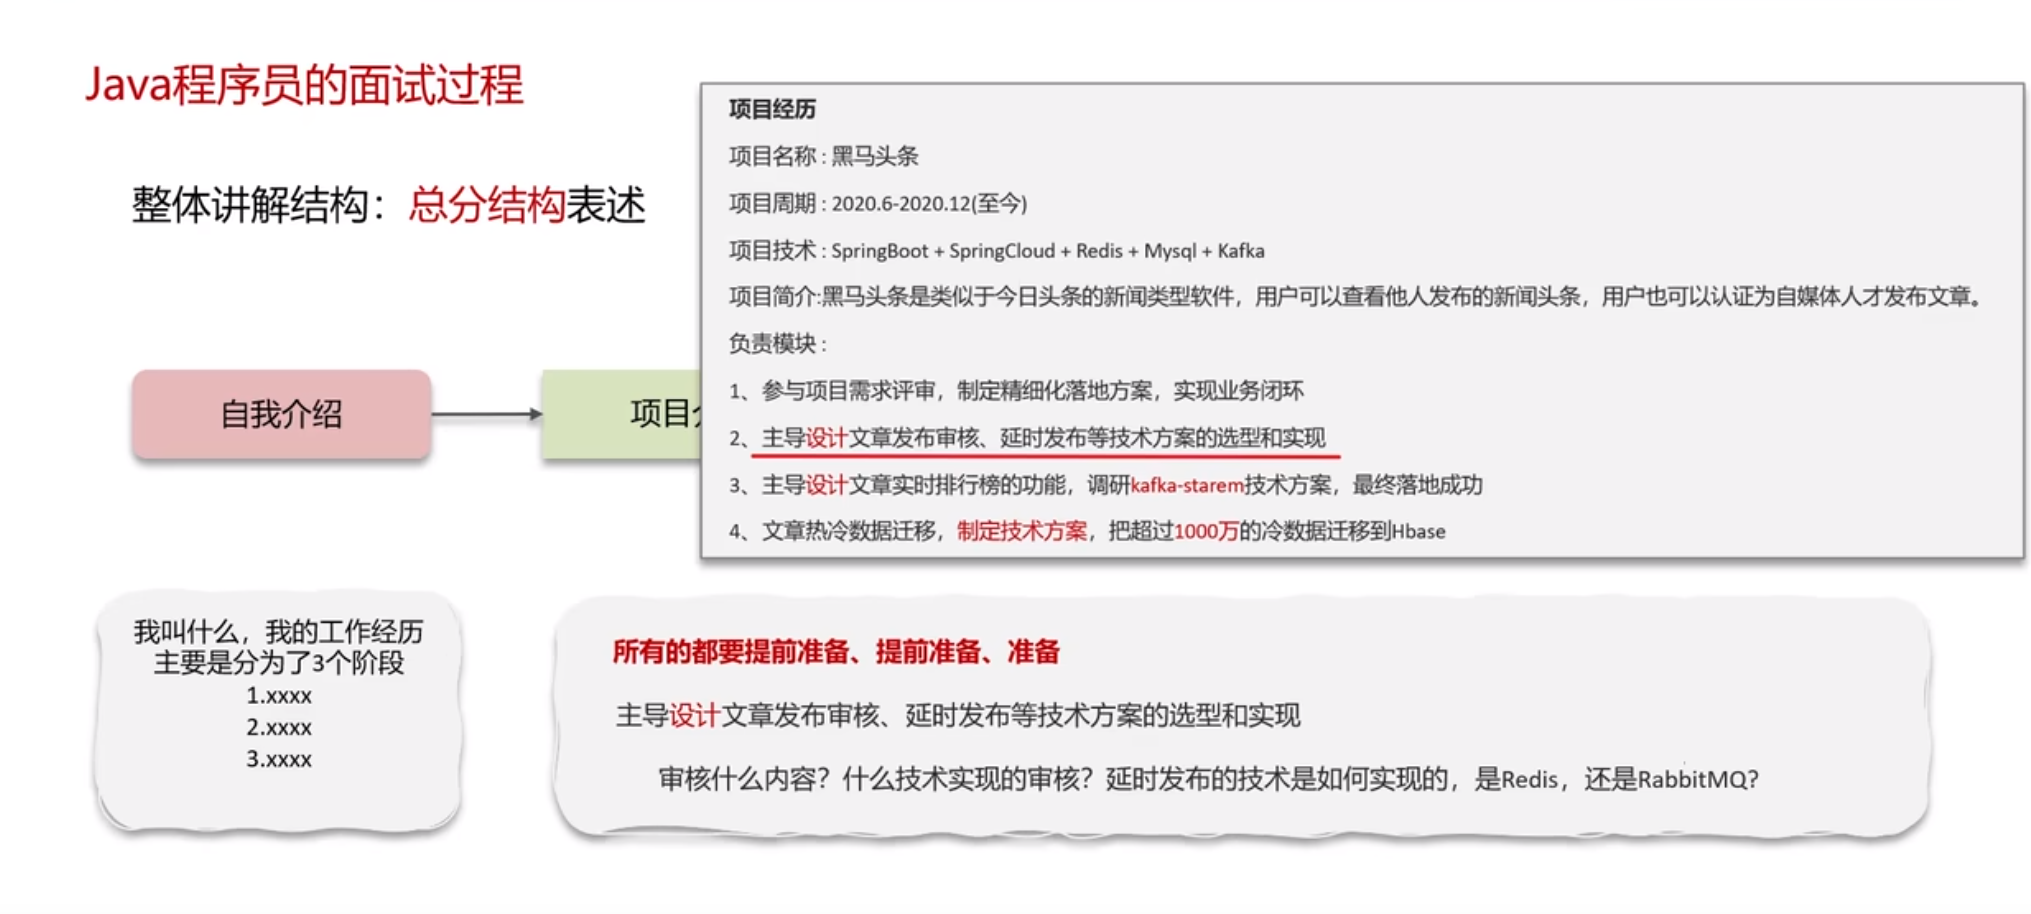 Java程序员的面试过程
整体讲解结构：总分结构表述
自我介绍
项目
项目经历
项目名称 : 黑马头条
项目周期 : 2020.6-2020.12(至今)
项目技术 : SpringBoot + SpringCloud + Redis + Mysql + Kafka
项目简介:黑马头条是类似于今日头条的新闻类型软件，用户可以查看他人发布的新闻头条，用户也可以认证为自媒体人才发布文章。
负责模块 :
1、参与项目需求评审，制定精细化落地方案，实现业务闭环
2、主导设计文章发布审核、延时发布等技术方案的选型和实现
3、主导设计文章实时排行榜的功能，调研kafka-starem技术方案，最终落地成功
4、文章热冷数据迁移，制定技术方案，把超过1000万的冷数据迁移到Hbase
我叫什么，我的工作经历
主要是分为了3个阶段
1.xxxx
2.xxxx
3.xxxx
所有的都要提前准备、提前准备、准备
主导设计文章发布审核、延时发布等技术方案的选型和实现
审核什么内容？什么技术实现的审核？延时发布的技术是如何实现的，是Redis，还是RabbitMQ?